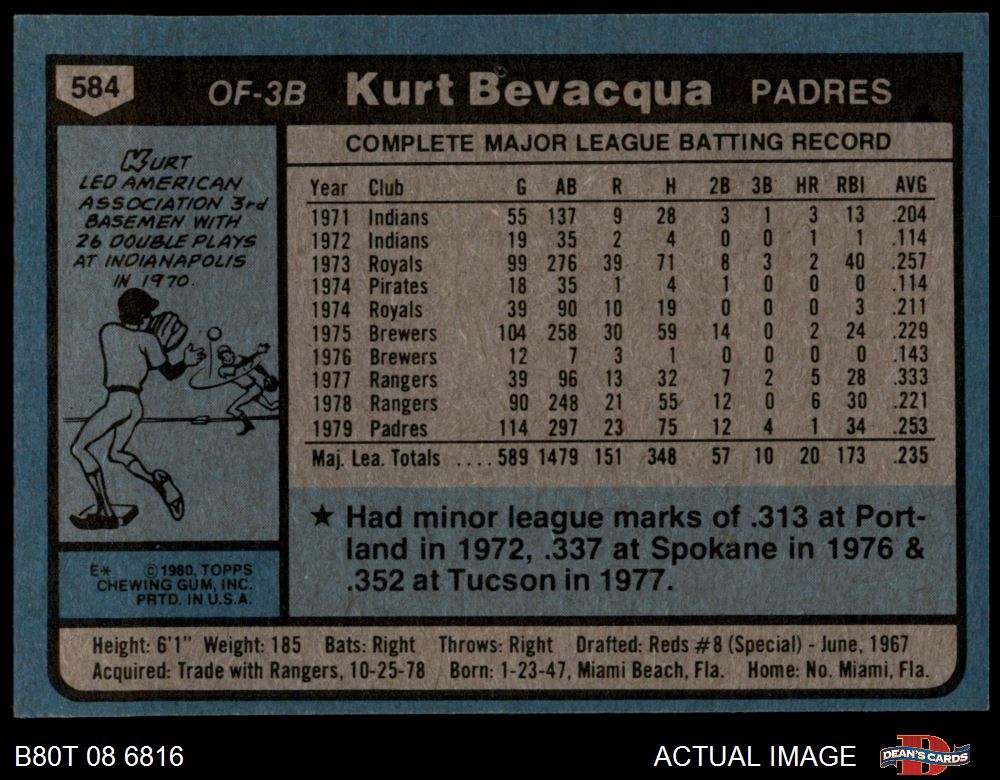 584 OF-3B Kurt Bevacqua PADRES
KURT
LED AMERICAN
ASSOCIATION 3rd
BASEMEN WITH
26 DOUBLE PLAYS
AT INDIANAPOLIS
IN 1970.
COMPLETE MAJOR LEAGUE BATTING RECORD
Year Club G AB R H 2B 3B HR RBI AVG
1971 Indians 55 137 9 28 3 1 3 13 .204
1972 Indians 19 35 2 4 0 0 1 1 .114
1973 Royals 99 276 39 71 8 3 2 40 .257
1974 Pirates 18 35 1 4 1 0 0 0 .114
1974 Royals 39 90 10 19 0 0 0 3 .211
1975 Brewers 104 258 30 59 14 0 2 24 .229
1976 Brewers 12 7 3 1 0 0 0 0 .143
1977 Rangers 39 96 13 32 7 2 5 28 .333
1978 Rangers 90 248 21 55 12 0 6 30 .221
1979 Padres 114 297 23 75 12 4 1 34 .253
Maj. Lea. Totals ....589 1479 151 348 57 10 20 173 .235
★ Had minor league marks of .313 at Port-
land in 1972, .337 at Spokane in 1976 &
.352 at Tucson in 1977.
E* ©1980, TOPPS
CHEWING GUM, INC.
PRTD. IN U.S.A.
Height: 6'1" Weight: 185 Bats: Right Throws: Right Drafted: Reds #8 (Special) - June, 1967
Acquired: Trade with Rangers, 10-25-78 Born: 1-23-47, Miami Beach, Fla. Home: No. Miami, Fla.
B80T 08 6816 ACTUAL IMAGE DEAN'S CARDS